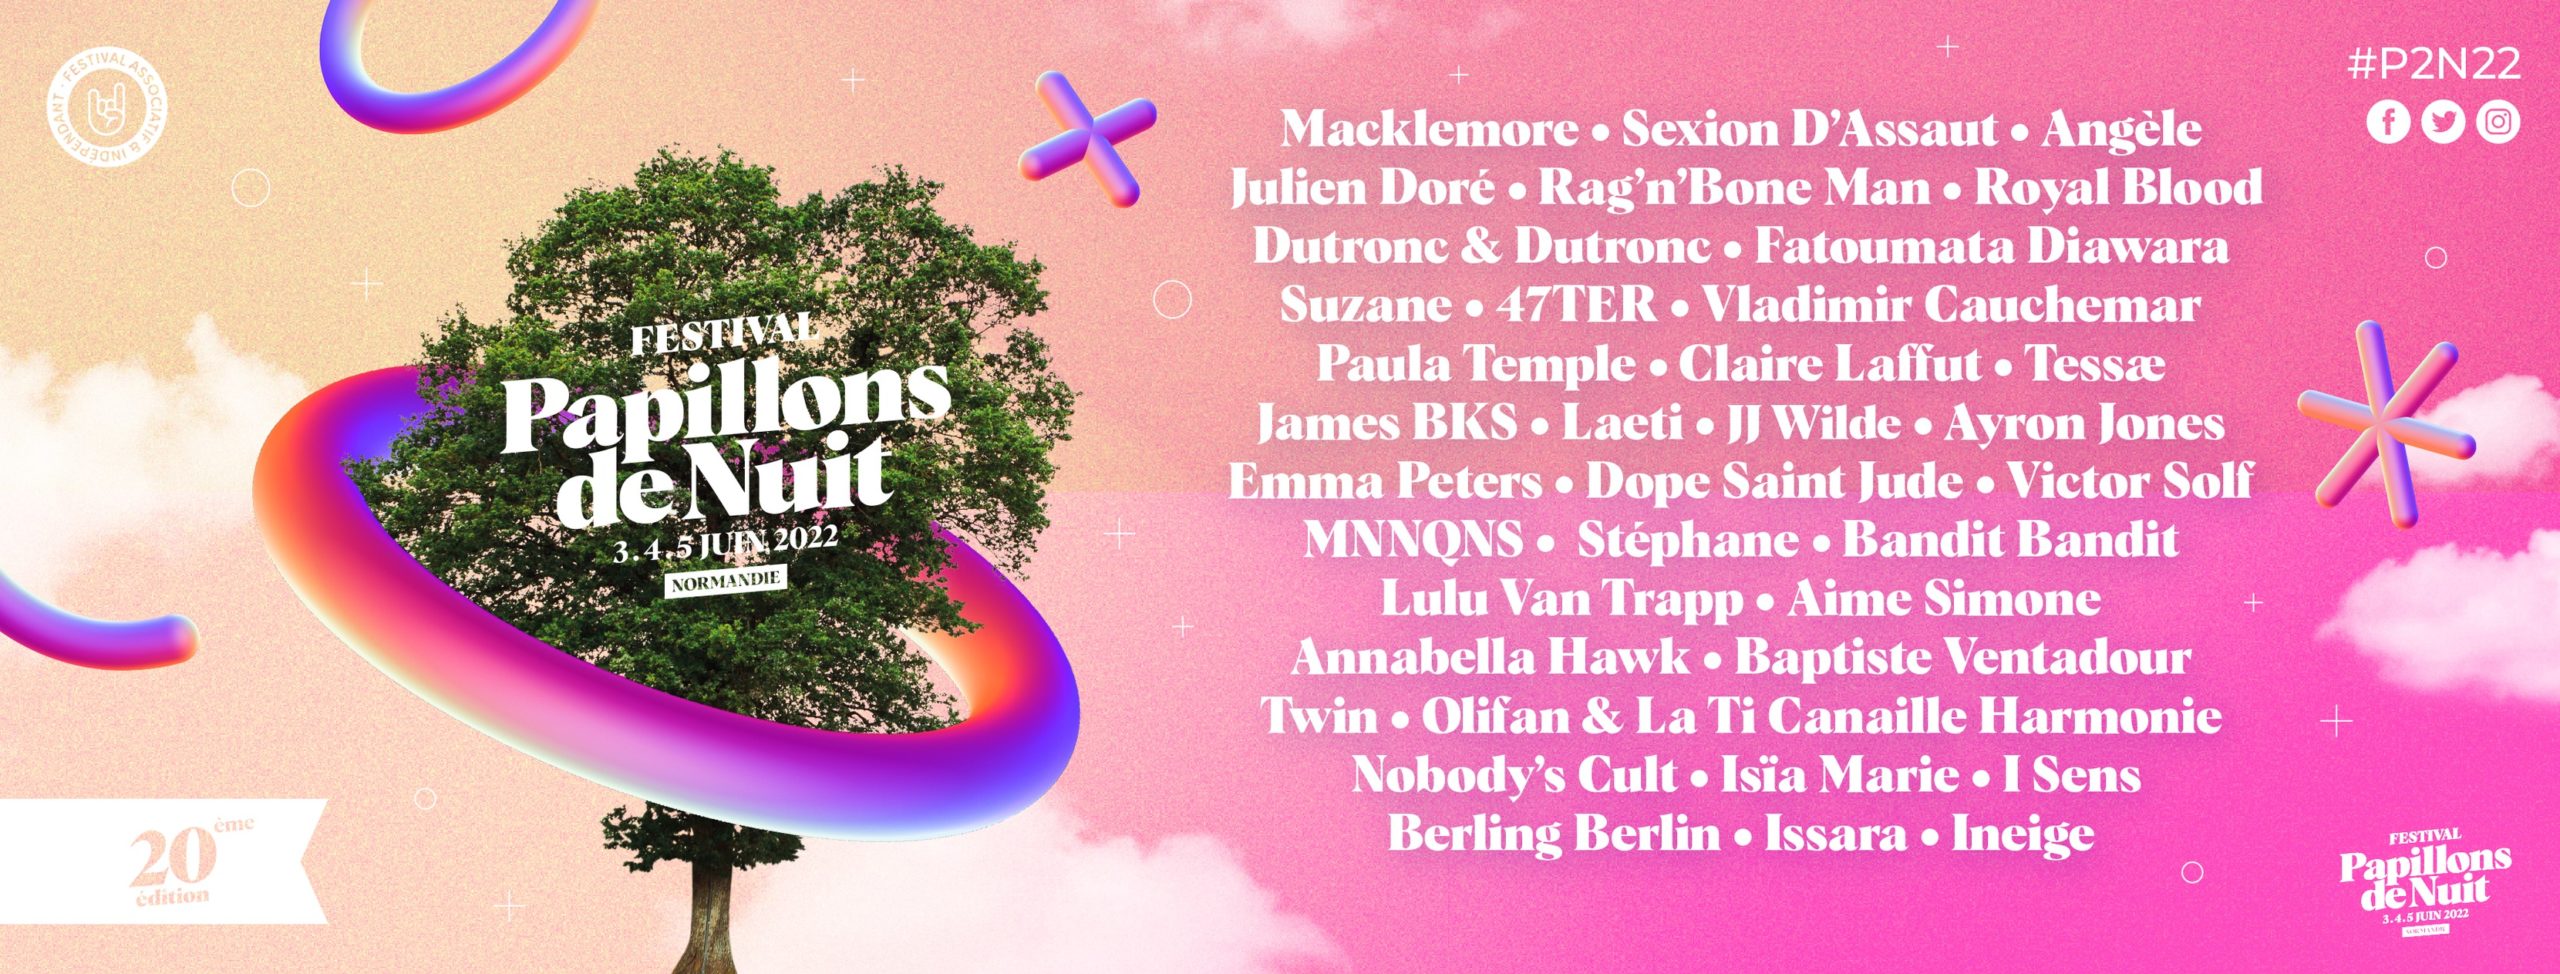 FESTIVAL ASSOCIATIF & INDÉPENDANT ·
#P2N22
FESTIVAL
Papillons
de Nuit
3.4.5 JUIN 2022
NORMANDIE
Macklemore • Sexion D’Assaut • Angèle
Julien Doré • Rag’n’Bone Man • Royal Blood
Dutronc & Dutronc • Fatoumata Diawara
Suzane • 47TER • Vladimir Cauchemar
Paula Temple • Claire Laffut • Tessæ
James BKS • Laeti • JJ Wilde • Ayron Jones
Emma Peters • Dope Saint Jude • Victor Solf
MNNQNS • Stéphane • Bandit Bandit
Lulu Van Trapp • Aime Simone
Annabella Hawk • Baptiste Ventadour
Twin • Olifan & La Ti Canaille Harmonie
Nobody’s Cult • Isïa Marie • I Sens
Berling Berlin • Issara • Ineige
20ème
édition
FESTIVAL
Papillons
de Nuit
3.4.5 JUIN 2022
NORMANDIE